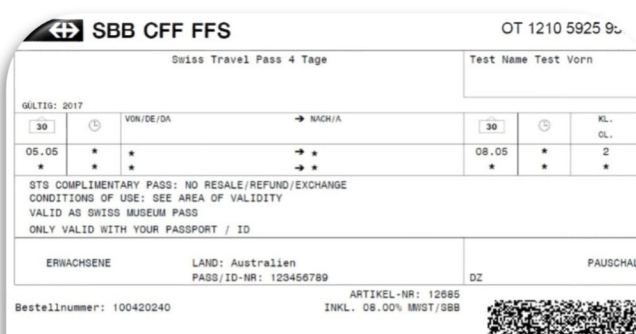 SBB CFF FFS
OT 1210 5925
Swiss Travel Pass 4 Tage
Test Name Test Vorn
GÜLTIG: 2017
30 VON/DE/DA → NACH/A 30 KL. CL.
05.05 * * → * 08.05 * 2
* * * → * * * *
STS COMPLIMENTARY PASS: NO RESALE/REFUND/EXCHANGE
CONDITIONS OF USE: SEE AREA OF VALIDITY
VALID AS SWISS MUSEUM PASS
ONLY VALID WITH YOUR PASSPORT / ID
ERWACHSENE LAND: Australien PAUSCHAL
PASS/ID-NR: 123456789 DZ
ARTIKEL-NR: 12685
Bestellnummer: 100420240 INKL. 08.00% MWST/SBB